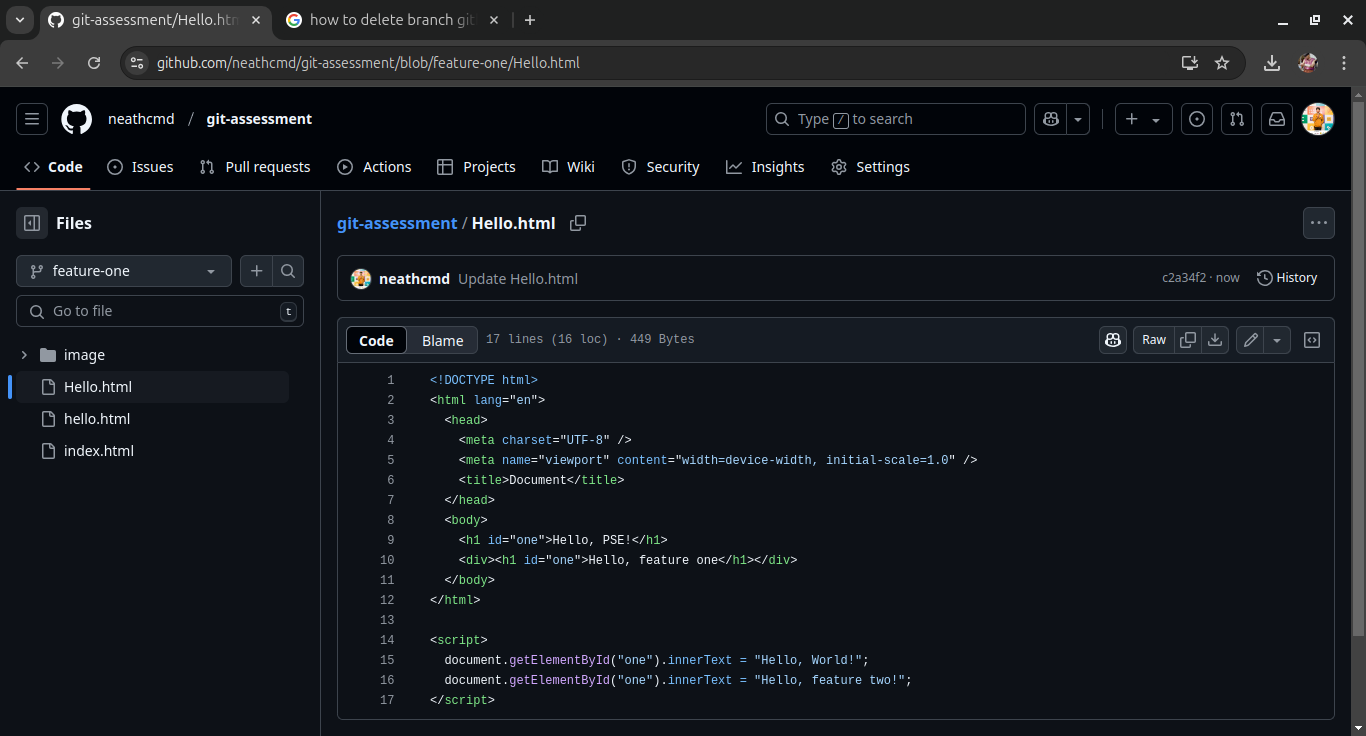 git-assessment/Hello.htm
how to delete branch git
github.com/neathcmd/git-assessment/blob/feature-one/Hello.html
neathcmd / git-assessment
Type / to search
Code Issues Pull requests Actions Projects Wiki Security Insights Settings
Files
git-assessment / Hello.html
feature-one
neathcmd Update Hello.html c2a34f2 · now History
Go to file t
Code Blame 17 lines (16 loc) · 449 Bytes Raw
image
Hello.html
hello.html
index.html
1 <!DOCTYPE html>
2 <html lang="en">
3 <head>
4 <meta charset="UTF-8" />
5 <meta name="viewport" content="width=device-width, initial-scale=1.0" />
6 <title>Document</title>
7 </head>
8 <body>
9 <h1 id="one">Hello, PSE!</h1>
10 <div><h1 id="one">Hello, feature one</h1></div>
11 </body>
12 </html>
13
14 <script>
15 document.getElementById("one").innerText = "Hello, World!";
16 document.getElementById("one").innerText = "Hello, feature two!";
17 </script>